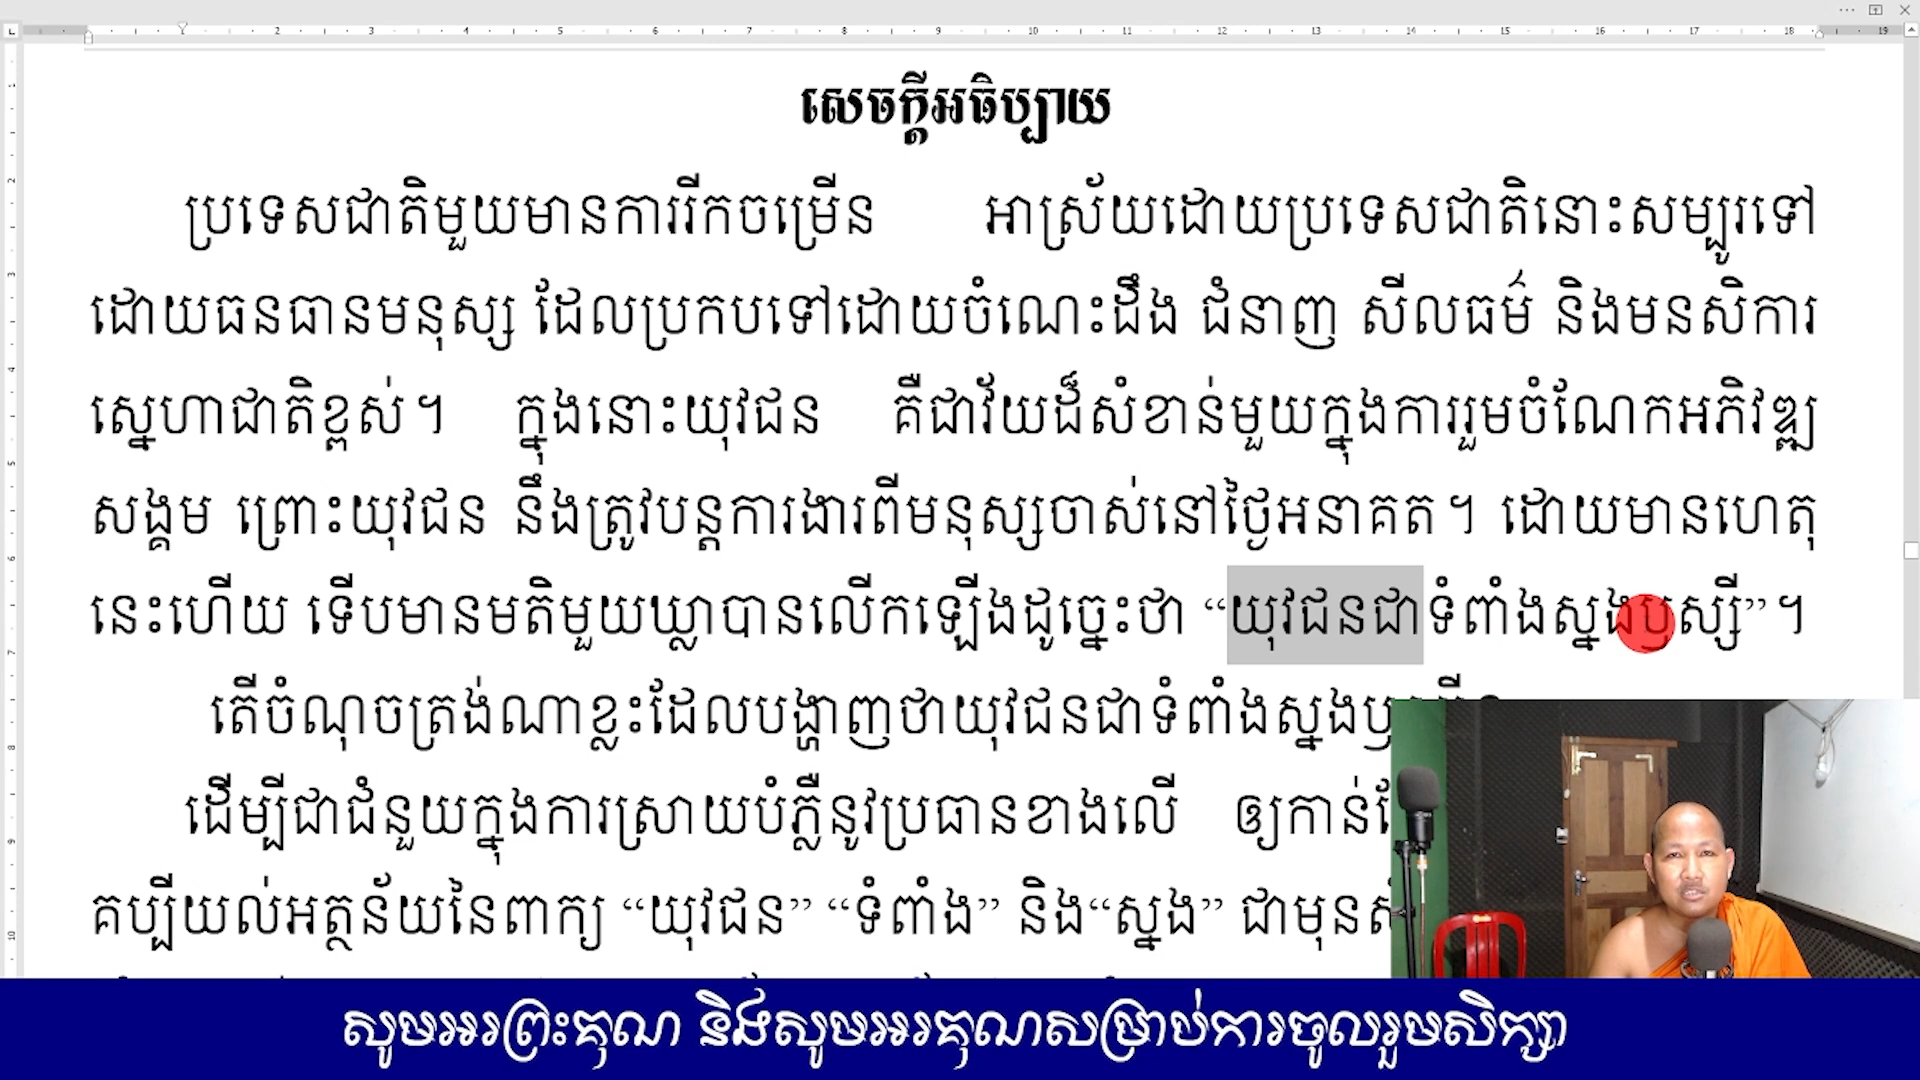 សេចក្តីអធិប្បាយ
ប្រទេសជាតិមួយមានការរីកចម្រើន អាស្រ័យដោយប្រទេសជាតិនោះសម្បូរទៅ
ដោយធនធានមនុស្ស ដែលប្រកបទៅដោយចំណេះដឹង ជំនាញ សីលធម៌ និងមនសិការ
ស្នេហាជាតិខ្ពស់។ ក្នុងនោះយុវជន គឺជាវ័យដ៏សំខាន់មួយក្នុងការរួមចំណែកអភិវឌ្ឍ
សង្គម ព្រោះយុវជន នឹងត្រូវបន្តការងារពីមនុស្សចាស់នៅថ្ងៃអនាគត។ ដោយមានហេតុ
នេះហើយ ទើបមានមតិមួយឃ្លាបានលើកឡើងដូច្នេះថា “យុវជនជាទំពាំងស្នងឫស្សី”។
តើចំណុចត្រង់ណាខ្លះដែលបង្ហាញថាយុវជនជាទំពាំងស្នង
ដើម្បីជាជំនួយក្នុងការស្រាយបំភ្លឺនូវប្រធានខាងលើ ឲ្យកាន់
គប្បីយល់អត្ថន័យនៃពាក្យ “យុវជន” “ទំពាំង” និង“ស្នង” ជាមុន
សូមអរព្រះគុណ និងសូមអរគុណសម្រាប់ការចូលរួមសិក្សា